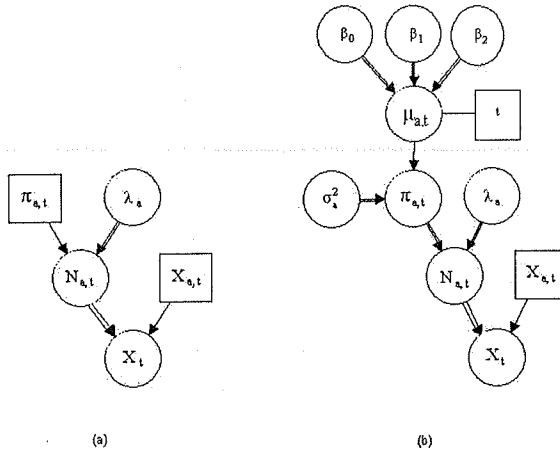 β₀ β₁ β₂
μₐ,ₜ t
πₐ,ₜ λₐ σ²ₐ πₐ,ₜ λₐ
Nₐ,ₜ Xₐ,ₜ Nₐ,ₜ Xₐ,ₜ
Xₜ Xₜ
(a) (b)